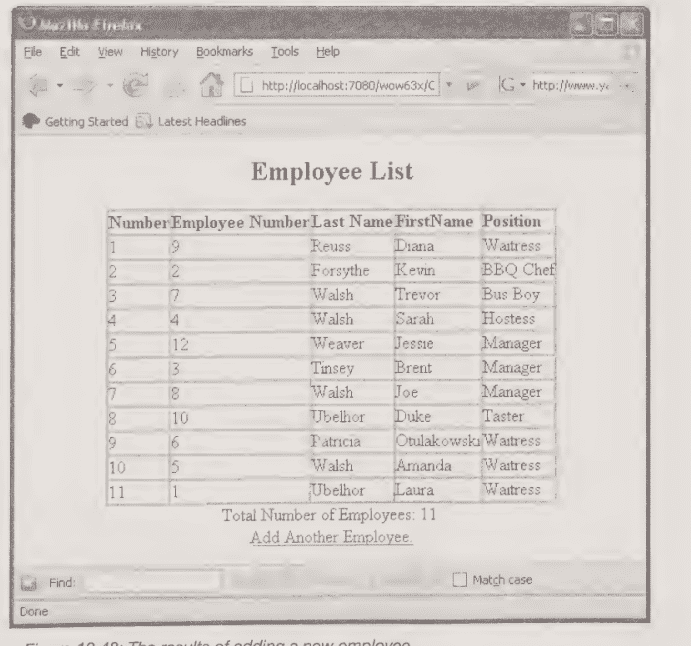 Mozilla Firefox
File Edit View History Bookmarks Tools Help
http://localhost:7080/wow63x/C G http://www.ya
Getting Started Latest Headlines
Employee List
Number Employee Number Last Name FirstName Position
1 9 Reuss Diana Waitress
2 2 Forsythe Kevin BBQ Chef
3 7 Walsh Trevor Bus Boy
4 4 Walsh Sarah Hostess
5 12 Weaver Jessie Manager
6 3 Tinsey Brent Manager
7 8 Walsh Joe Manager
8 10 Ubelhor Duke Taster
9 6 Patricia Otulakowski Waitress
10 5 Walsh Amanda Waitress
11 1 Ubelhor Laura Waitress
Total Number of Employees: 11
Add Another Employee.
Find: Match case
Done
Figure 10-48: The results of adding a new employee